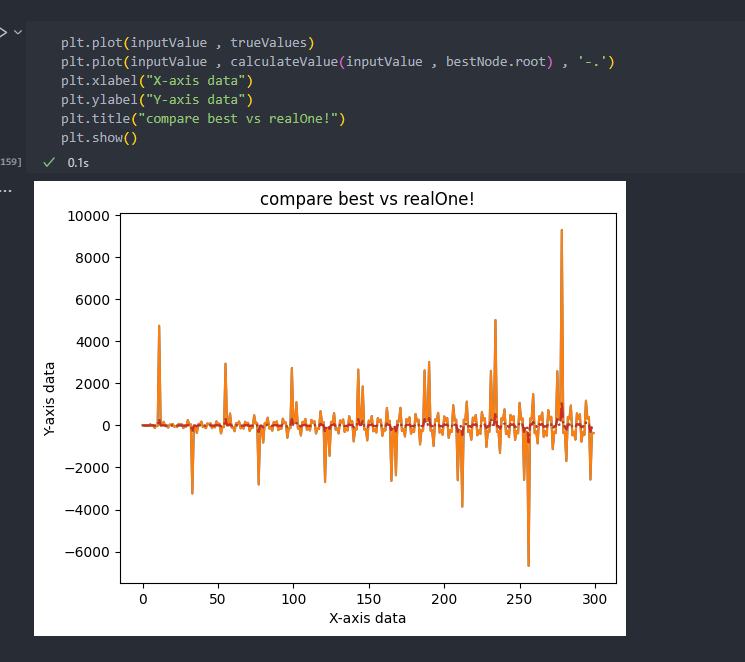 plt.plot(inputValue , trueValues)
plt.plot(inputValue , calculateValue(inputValue , bestNode.root) , '-.')
plt.xlabel("X-axis data")
plt.ylabel("Y-axis data")
plt.title("compare best vs realOne!")
plt.show()
159]
0.1s
...
compare best vs realOne!
10000
8000
6000
4000
2000
0
−2000
−4000
−6000
Y-axis data
0 50 100 150 200 250 300
X-axis data